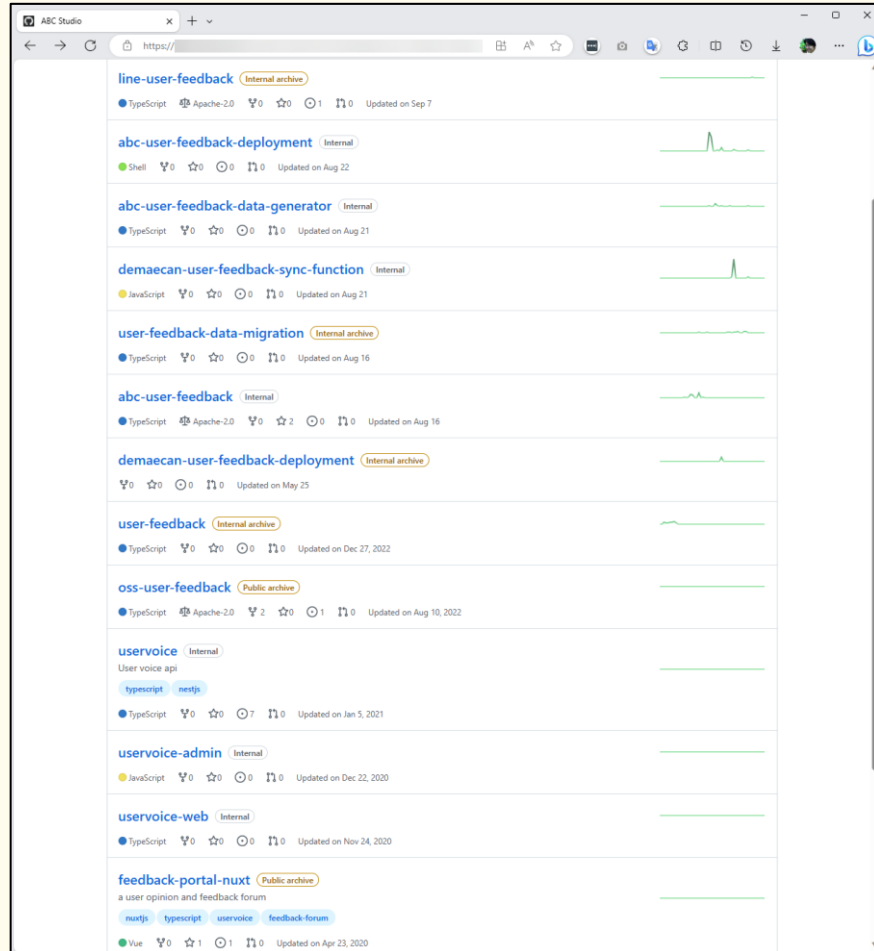 ABC Studio
https://
line-user-feedback Internal archive
TypeScript Apache-2.0 0 0 1 0 Updated on Sep 7
abc-user-feedback-deployment Internal
Shell 0 0 0 0 Updated on Aug 22
abc-user-feedback-data-generator Internal
TypeScript 0 0 0 0 Updated on Aug 21
demaecan-user-feedback-sync-function Internal
JavaScript 0 0 0 0 Updated on Aug 21
user-feedback-data-migration Internal archive
TypeScript 0 0 0 0 Updated on Aug 16
abc-user-feedback Internal
TypeScript Apache-2.0 0 2 0 0 Updated on Aug 16
demaecan-user-feedback-deployment Internal archive
0 0 0 0 Updated on May 25
user-feedback Internal archive
TypeScript 0 0 0 0 Updated on Dec 27, 2022
oss-user-feedback Public archive
TypeScript Apache-2.0 2 0 1 0 Updated on Aug 10, 2022
uservoice Internal
User voice api
typescript nestjs
TypeScript 0 0 7 0 Updated on Jan 5, 2021
uservoice-admin Internal
JavaScript 0 0 0 0 Updated on Dec 22, 2020
uservoice-web Internal
TypeScript 0 0 0 0 Updated on Nov 24, 2020
feedback-portal-nuxt Public archive
a user opinion and feedback forum
nuxtjs typescript uservoice feedback-forum
Vue 0 1 1 0 Updated on Apr 23, 2020